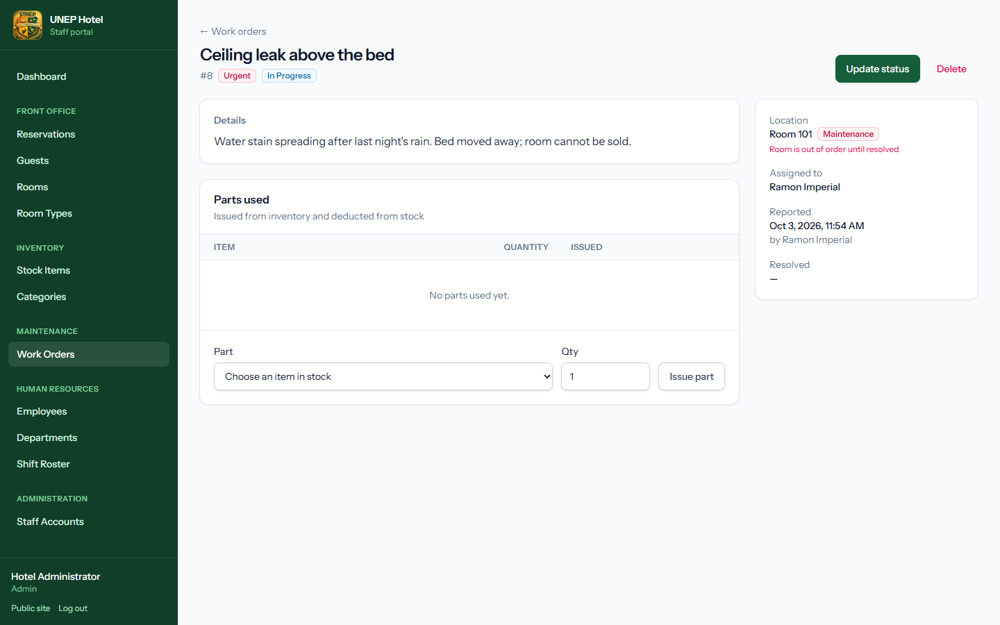 UNEP Hotel
Staff portal
Dashboard
FRONT OFFICE
Reservations
Guests
Rooms
Room Types
INVENTORY
Stock Items
Categories
MAINTENANCE
Work Orders
HUMAN RESOURCES
Employees
Departments
Shift Roster
ADMINISTRATION
Staff Accounts
Hotel Administrator
Admin
Public site Log out
← Work orders
Ceiling leak above the bed
#8 Urgent In Progress
Update status Delete
Details
Water stain spreading after last night's rain. Bed moved away; room cannot be sold.
Parts used
Issued from inventory and deducted from stock
ITEM QUANTITY ISSUED
No parts used yet.
Part Qty
Choose an item in stock 1 Issue part
Location
Room 101 Maintenance
Room is out of order until resolved
Assigned to
Ramon Imperial
Reported
Oct 3, 2026, 11:54 AM
by Ramon Imperial
Resolved
—